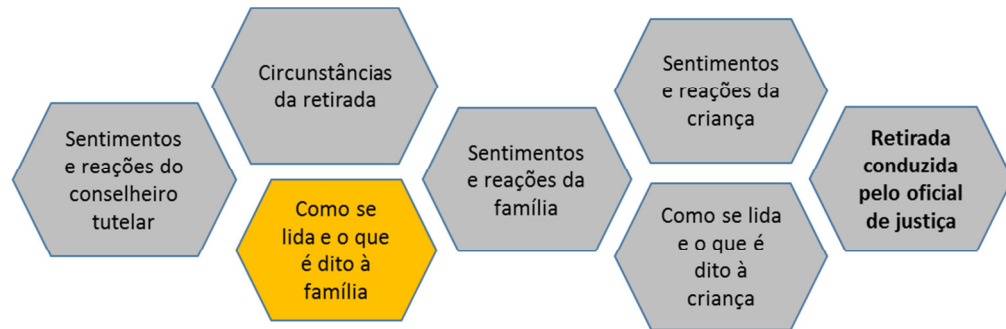 Sentimentos
e reações do
conselheiro
tutelar
Circunstâncias
da retirada
Como se
lida e o que
é dito à
família
Sentimentos
e reações da
família
Sentimentos
e reações da
criança
Como se lida
e o que é
dito à
criança
Retirada
conduzida
pelo oficial
de justiça